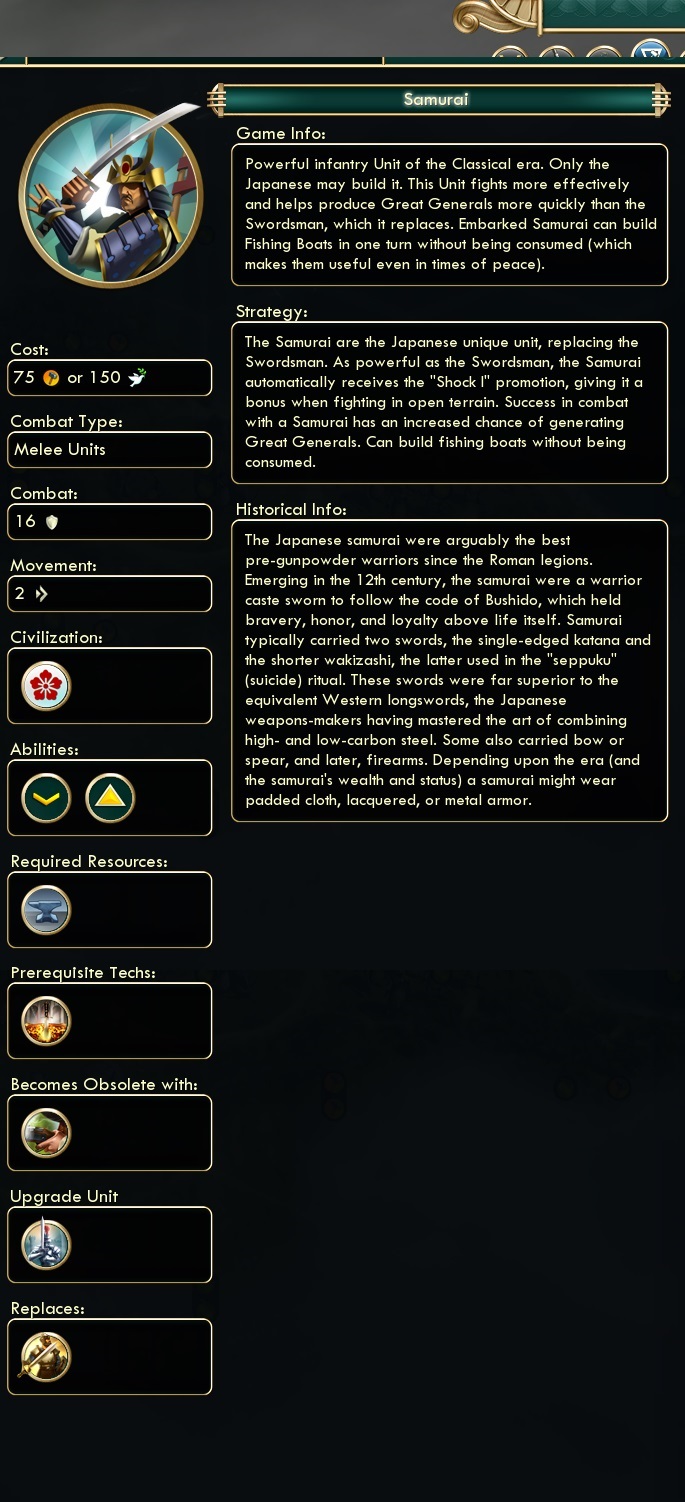 Samurai
Game Info:
Powerful infantry Unit of the Classical era. Only the
Japanese may build it. This Unit fights more effectively
and helps produce Great Generals more quickly than the
Swordsman, which it replaces. Embarked Samurai can build
Fishing Boats in one turn without being consumed (which
makes them useful even in times of peace).
Strategy:
The Samurai are the Japanese unique unit, replacing the
Swordsman. As powerful as the Swordsman, the Samurai
automatically receives the "Shock I" promotion, giving it a
bonus when fighting in open terrain. Success in combat
with a Samurai has an increased chance of generating
Great Generals. Can build fishing boats without being
consumed.
Historical Info:
The Japanese samurai were arguably the best
pre-gunpowder warriors since the Roman legions.
Emerging in the 12th century, the samurai were a warrior
caste sworn to follow the code of Bushido, which held
bravery, honor, and loyalty above life itself. Samurai
typically carried two swords, the single-edged katana and
the shorter wakizashi, the latter used in the "seppuku"
(suicide) ritual. These swords were far superior to the
equivalent Western longswords, the Japanese
weapons-makers having mastered the art of combining
high- and low-carbon steel. Some also carried bow or
spear, and later, firearms. Depending upon the era (and
the samurai's wealth and status) a samurai might wear
padded cloth, lacquered, or metal armor.
Cost:
75 or 150
Combat Type:
Melee Units
Combat:
16
Movement:
2
Civilization:
Abilities:
Required Resources:
Prerequisite Techs:
Becomes Obsolete with:
Upgrade Unit
Replaces: